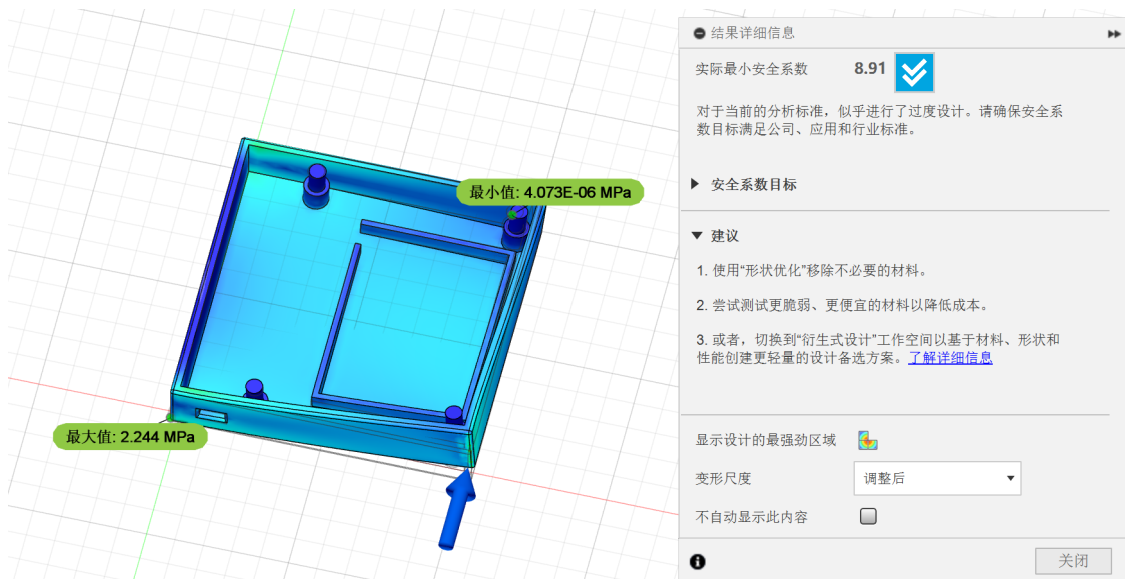 最小值: 4.073E-06 MPa
最大值: 2.244 MPa
结果详细信息
实际最小安全系数 8.91
对于当前的分析标准，似乎进行了过度设计。请确保安全系
数目标满足公司、应用和行业标准。
安全系数目标
建议
1. 使用“形状优化”移除不必要的材料。
2. 尝试测试更脆弱、更便宜的材料以降低成本。
3. 或者，切换到“衍生式设计”工作空间以基于材料、形状和
性能创建更轻量的设计备选方案。了解详细信息
显示设计的最强劲区域
变形尺度 调整后
不自动显示此内容
关闭